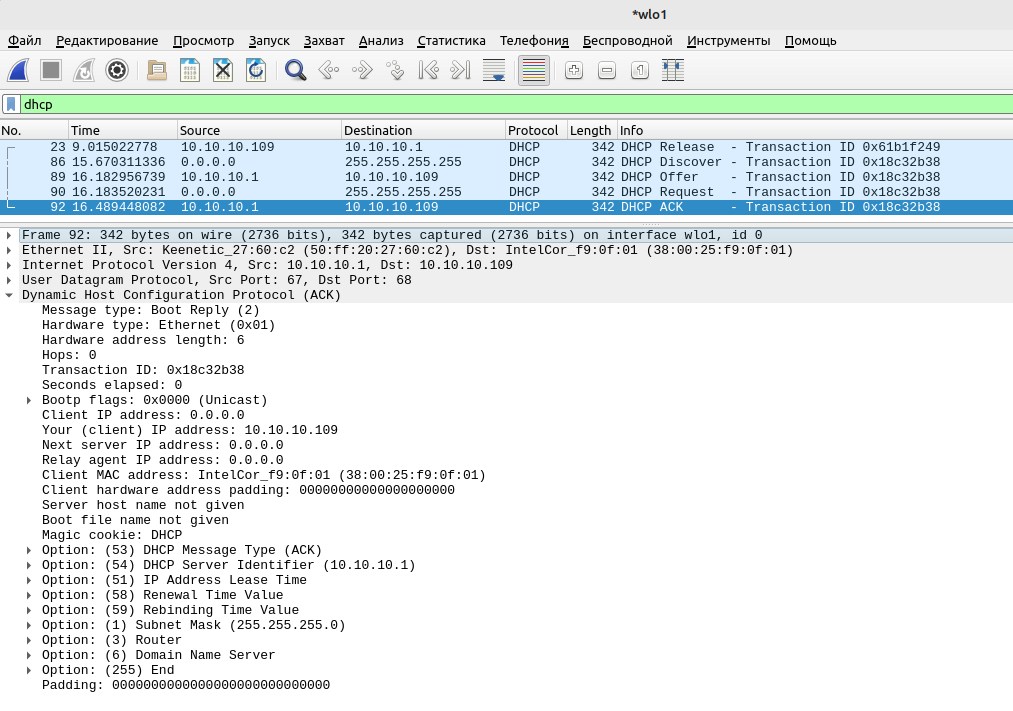 *wlo1
Файл Редактирование Просмотр Запуск Захват Анализ Статистика Телефония Беспроводной Инструменты Помощь
dhcp
No. Time Source Destination Protocol Length Info
23 9.015022778 10.10.10.109 10.10.10.1 DHCP 342 DHCP Release - Transaction ID 0x61b1f249
86 15.670311336 0.0.0.0 255.255.255.255 DHCP 342 DHCP Discover - Transaction ID 0x18c32b38
89 16.182956739 10.10.10.1 10.10.10.109 DHCP 342 DHCP Offer - Transaction ID 0x18c32b38
90 16.183520231 0.0.0.0 255.255.255.255 DHCP 342 DHCP Request - Transaction ID 0x18c32b38
92 16.489448082 10.10.10.1 10.10.10.109 DHCP 342 DHCP ACK - Transaction ID 0x18c32b38
Frame 92: 342 bytes on wire (2736 bits), 342 bytes captured (2736 bits) on interface wlo1, id 0
Ethernet II, Src: Keenetic_27:60:c2 (50:ff:20:27:60:c2), Dst: IntelCor_f9:0f:01 (38:00:25:f9:0f:01)
Internet Protocol Version 4, Src: 10.10.10.1, Dst: 10.10.10.109
User Datagram Protocol, Src Port: 67, Dst Port: 68
Dynamic Host Configuration Protocol (ACK)
Message type: Boot Reply (2)
Hardware type: Ethernet (0x01)
Hardware address length: 6
Hops: 0
Transaction ID: 0x18c32b38
Seconds elapsed: 0
Bootp flags: 0x0000 (Unicast)
Client IP address: 0.0.0.0
Your (client) IP address: 10.10.10.109
Next server IP address: 0.0.0.0
Relay agent IP address: 0.0.0.0
Client MAC address: IntelCor_f9:0f:01 (38:00:25:f9:0f:01)
Client hardware address padding: 00000000000000000000
Server host name not given
Boot file name not given
Magic cookie: DHCP
Option: (53) DHCP Message Type (ACK)
Option: (54) DHCP Server Identifier (10.10.10.1)
Option: (51) IP Address Lease Time
Option: (58) Renewal Time Value
Option: (59) Rebinding Time Value
Option: (1) Subnet Mask (255.255.255.0)
Option: (3) Router
Option: (6) Domain Name Server
Option: (255) End
Padding: 0000000000000000000000000000